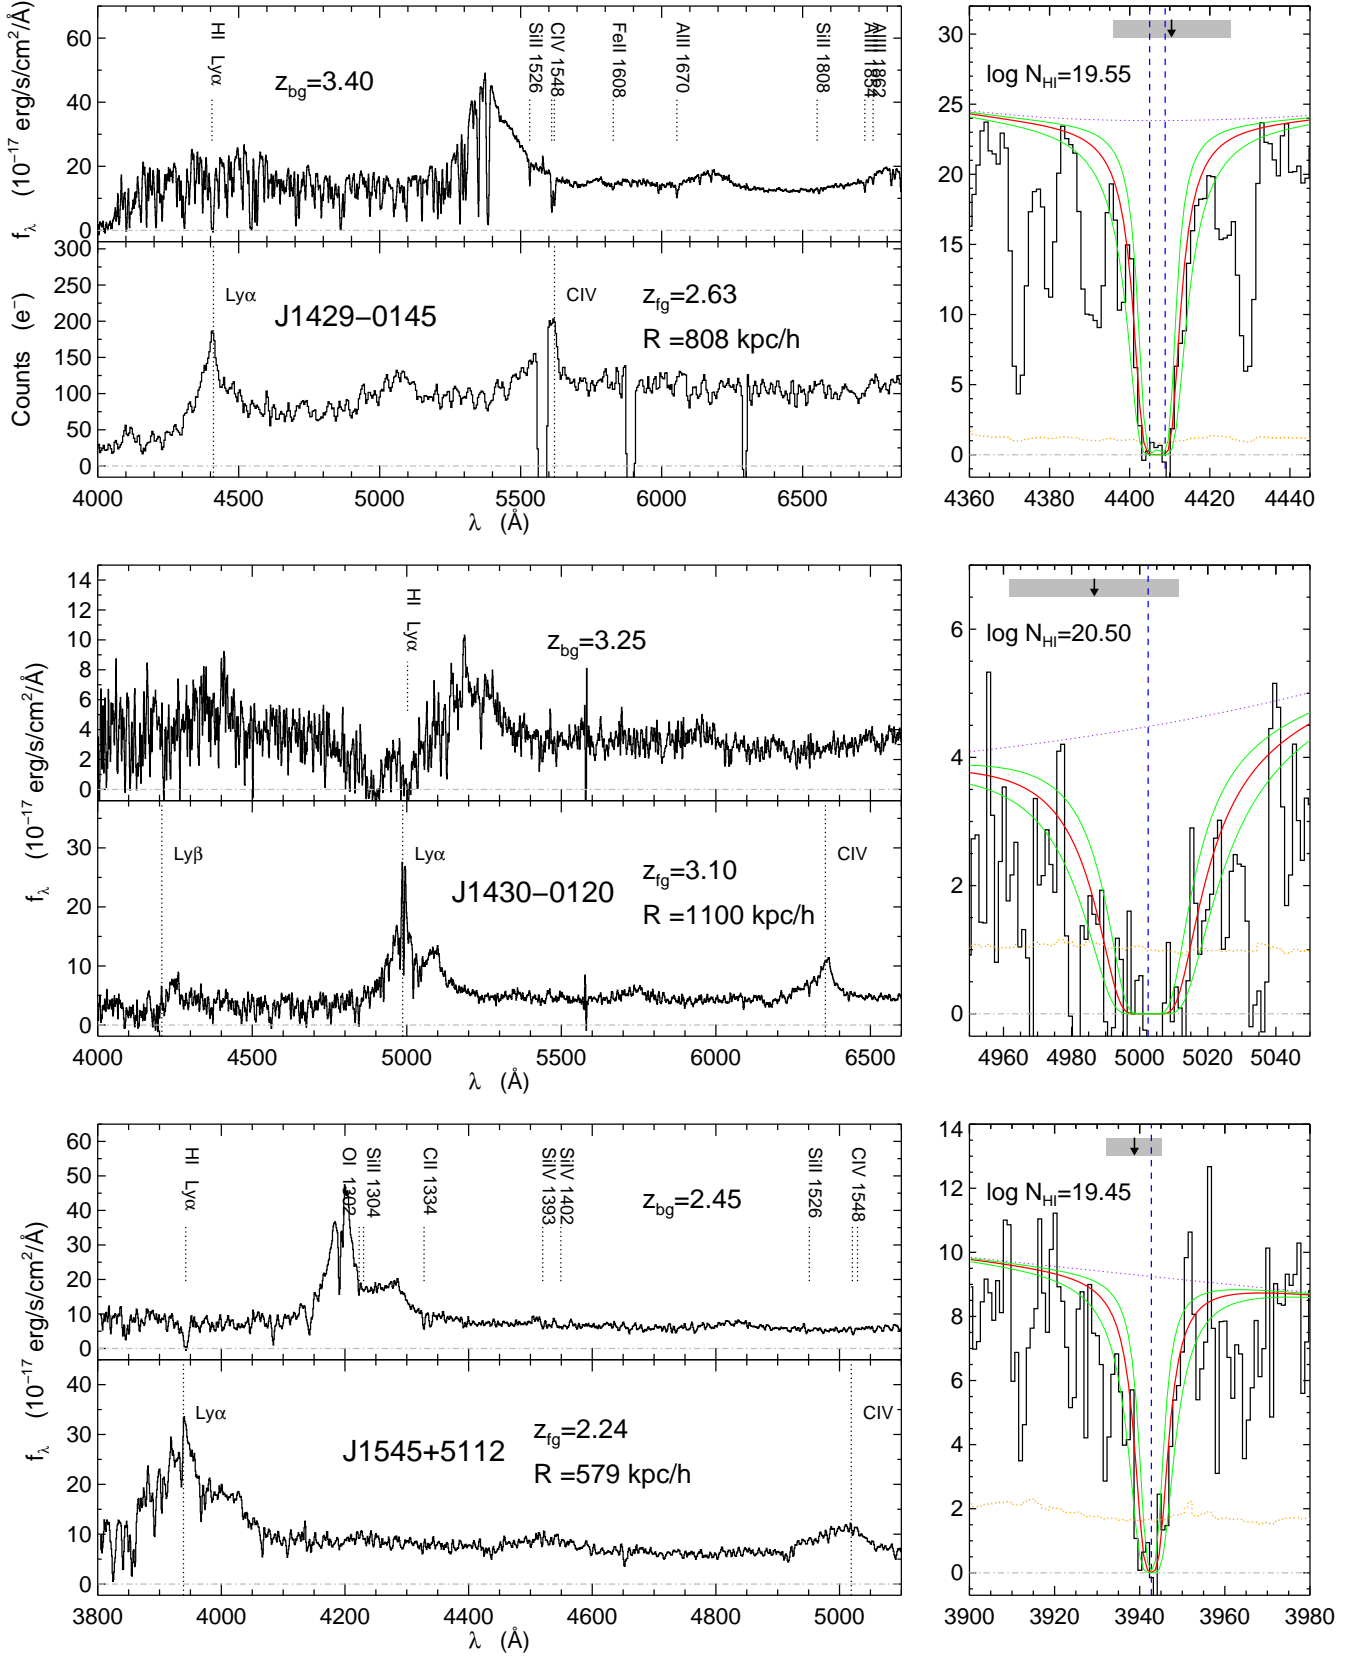 f_λ (10⁻¹⁷ erg/s/cm²/Å)
60
40
20
0
HI Lyα
z_bg=3.40
SiII 1526
CIV 1548
FeII 1608
AlII 1670
SiII 1808
AlIII 1854
AlIII 1862
Counts (e⁻)
300
250
200
150
100
50
0
Lyα
J1429−0145
CIV
z_fg=2.63
R =808 kpc/h
4000 4500 5000 5500 6000 6500
λ (Å)
30
25
20
15
10
5
0
log N_HI=19.55
4360 4380 4400 4420 4440
f_λ (10⁻¹⁷ erg/s/cm²/Å)
14
12
10
8
6
4
2
0
HI Lyα
z_bg=3.25
30
20
10
0
Lyβ
Lyα
J1430−0120
z_fg=3.10
R =1100 kpc/h
CIV
4000 4500 5000 5500 6000 6500
λ (Å)
6
4
2
0
log N_HI=20.50
4960 4980 5000 5020 5040
f_λ (10⁻¹⁷ erg/s/cm²/Å)
60
50
40
30
20
10
0
HI Lyα
OI 1302
SiII 1304
CII 1334
SiIV 1393
SiIV 1402
z_bg=2.45
SiII 1526
CIV 1548
40
30
20
10
0
Lyα
J1545+5112
z_fg=2.24
R =579 kpc/h
CIV
3800 4000 4200 4400 4600 4800 5000
λ (Å)
14
12
10
8
6
4
2
0
log N_HI=19.45
3900 3920 3940 3960 3980